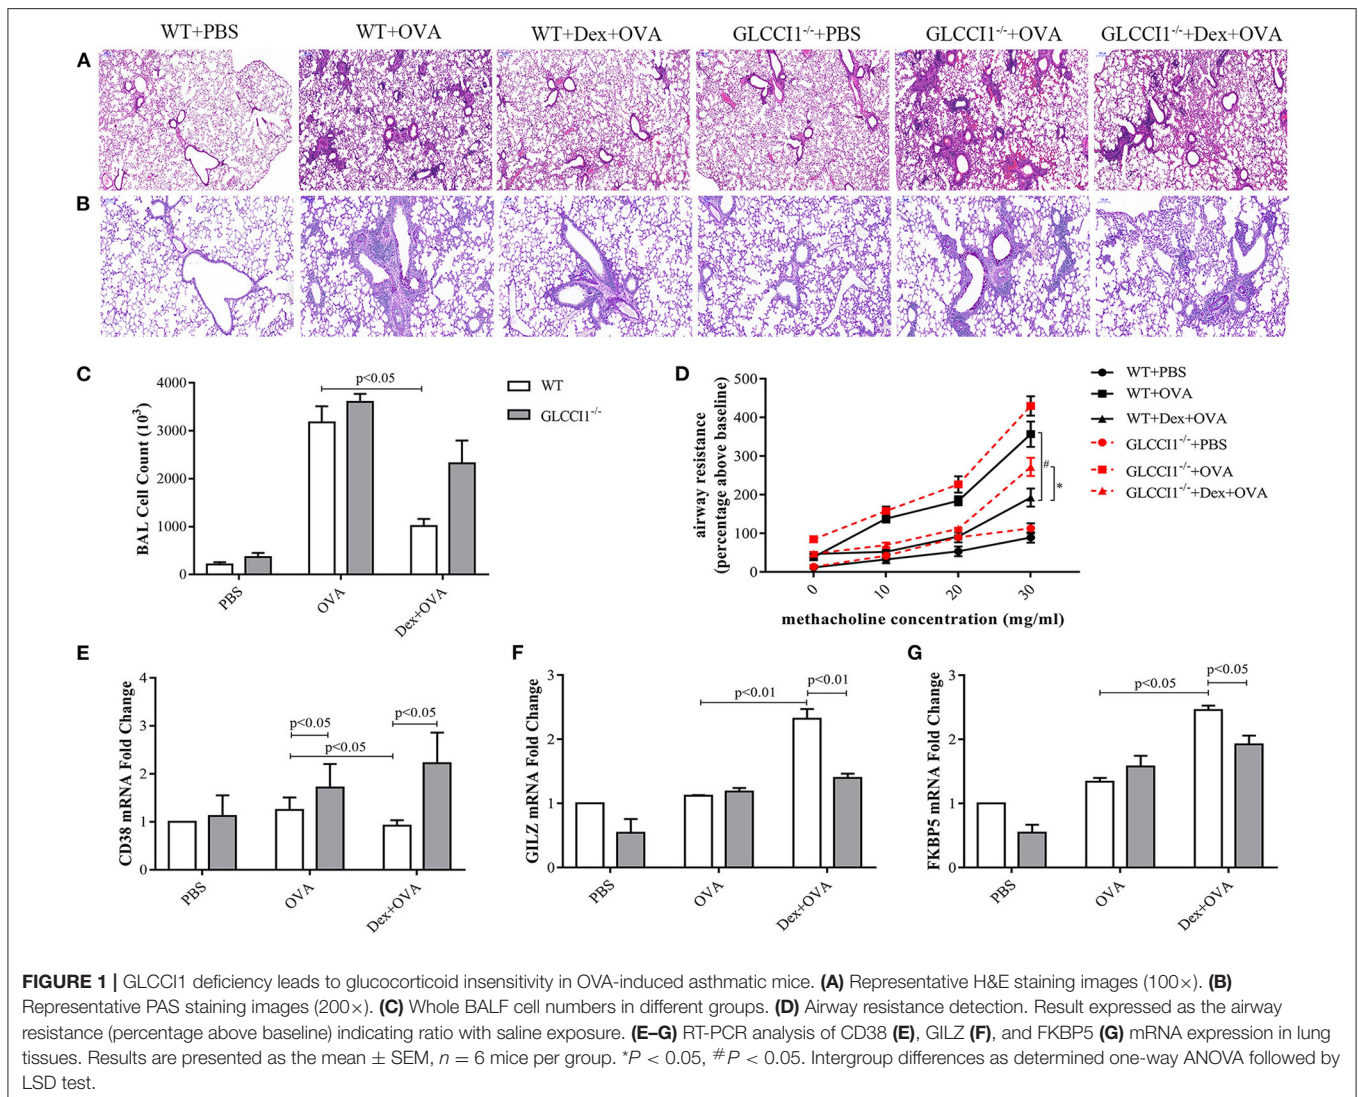 WT+PBS WT+OVA WT+Dex+OVA GLCCI1-/-+PBS GLCCI1-/-+OVA GLCCI1-/-+Dex+OVA
A
B
C
BAL Cell Count (10³)
4000
3000
2000
1000
0
p<0.05
WT
GLCCI1-/-
PBS OVA Dex+OVA
D
airway resistance
(percentage above baseline)
500
400
300
200
100
0
#
*
0 10 20 30
methacholine concentration (mg/ml)
WT+PBS
WT+OVA
WT+Dex+OVA
GLCCI1-/-+PBS
GLCCI1-/-+OVA
GLCCI1-/-+Dex+OVA
E
CD38 mRNA Fold Change
4
3
2
1
0
p<0.05
p<0.05
p<0.05
PBS OVA Dex+OVA
F
GILZ mRNA Fold Change
3
2
1
0
p<0.01
p<0.01
PBS OVA Dex+OVA
G
FKBP5 mRNA Fold Change
3
2
1
0
p<0.05
p<0.05
PBS OVA Dex+OVA
FIGURE 1 | GLCCI1 deficiency leads to glucocorticoid insensitivity in OVA-induced asthmatic mice. (A) Representative H&E staining images (100×). (B)
Representative PAS staining images (200×). (C) Whole BALF cell numbers in different groups. (D) Airway resistance detection. Result expressed as the airway
resistance (percentage above baseline) indicating ratio with saline exposure. (E–G) RT-PCR analysis of CD38 (E), GILZ (F), and FKBP5 (G) mRNA expression in lung
tissues. Results are presented as the mean ± SEM, n = 6 mice per group. *P < 0.05, #P < 0.05. Intergroup differences as determined one-way ANOVA followed by
LSD test.